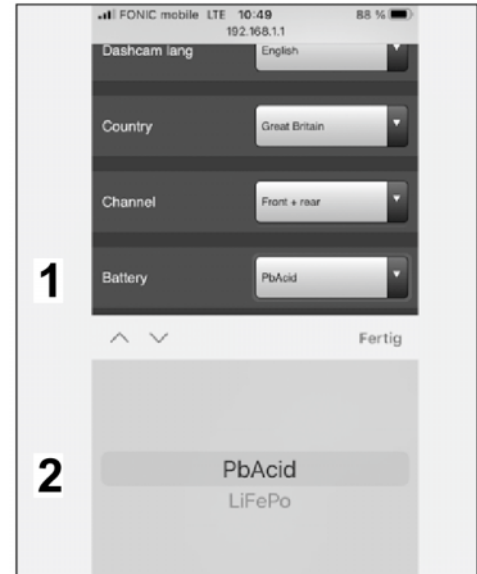 FONIC mobile LTE 10:49 88 %
192.168.1.1
Dashcam lang English
Country Great Britain
Channel Front + rear
1 Battery PbAcid
Fertig
2 PbAcid
LiFePo